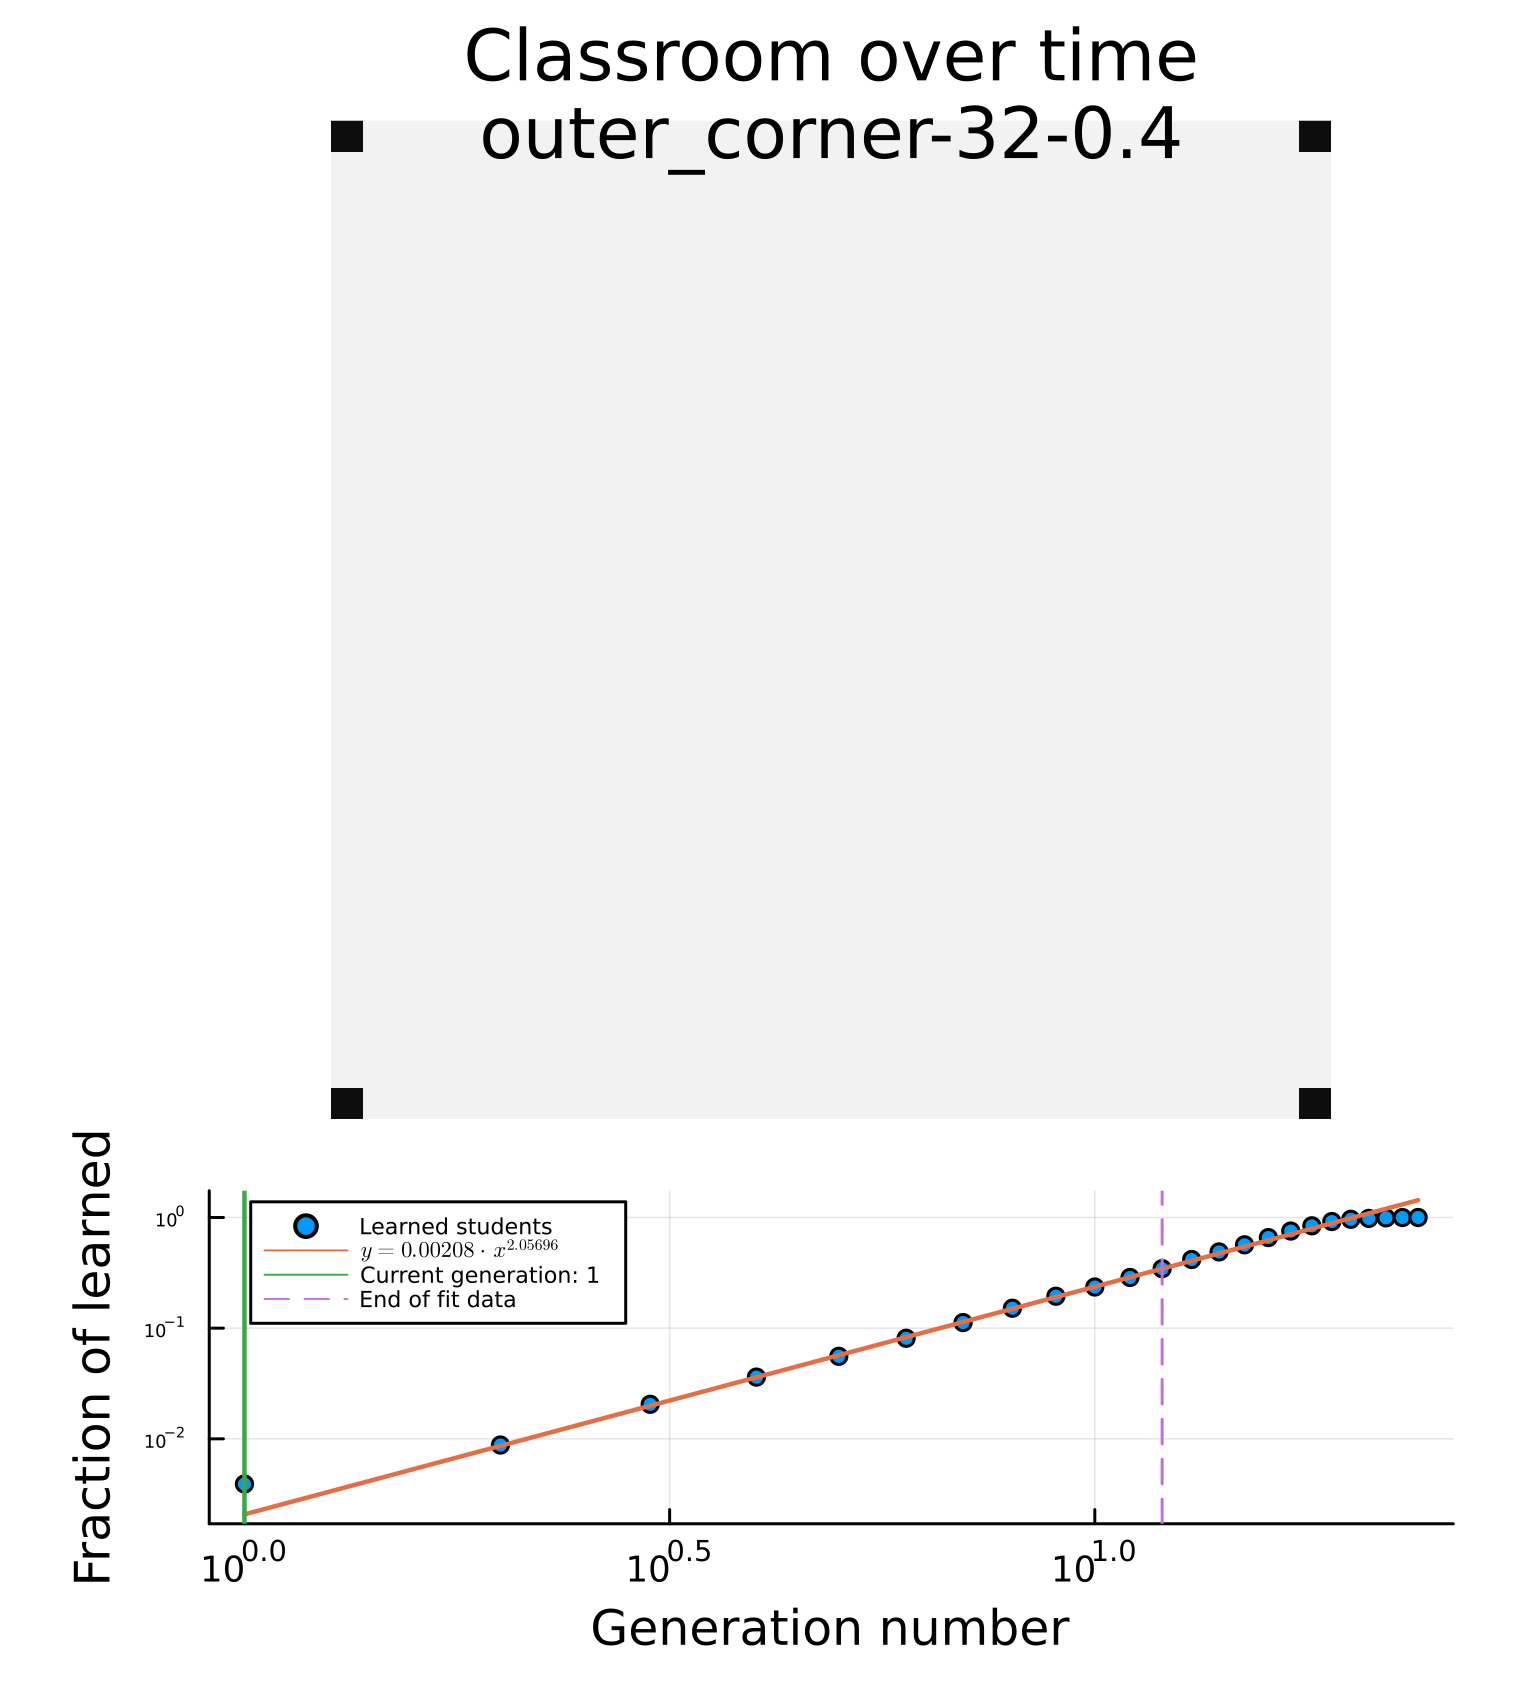 Classroom over time
outer_corner-32-0.4
Fraction of learned
10⁰
10⁻¹
10⁻²
Learned students
y = 0.00208 · x^2.05696
Current generation: 1
End of fit data
10^0.0
10^0.5
10^1.0
Generation number